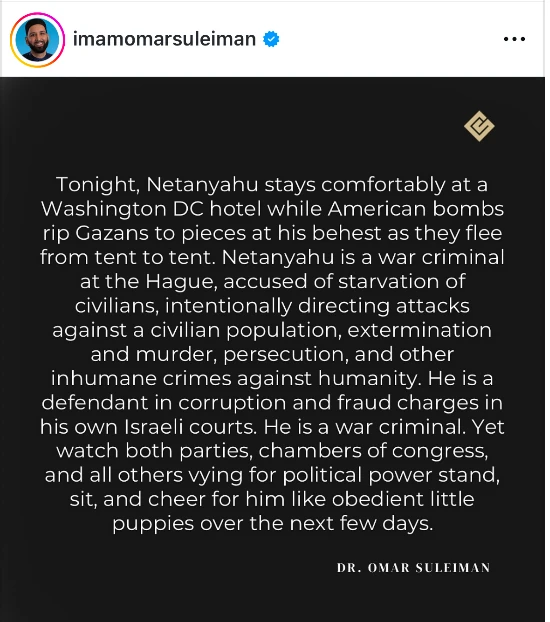 imamomarsuleiman
Tonight, Netanyahu stays comfortably at a
Washington DC hotel while American bombs
rip Gazans to pieces at his behest as they flee
from tent to tent. Netanyahu is a war criminal
at the Hague, accused of starvation of
civilians, intentionally directing attacks
against a civilian population, extermination
and murder, persecution, and other
inhumane crimes against humanity. He is a
defendant in corruption and fraud charges in
his own Israeli courts. He is a war criminal. Yet
watch both parties, chambers of congress,
and all others vying for political power stand,
sit, and cheer for him like obedient little
puppies over the next few days.
DR. OMAR SULEIMAN